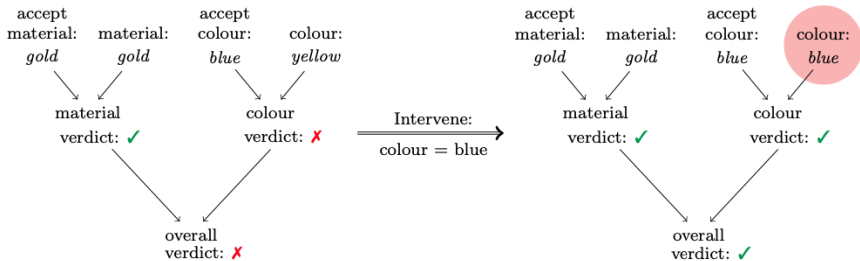 accept
material:
gold
material:
gold
accept
colour:
blue
colour:
yellow
material
verdict: ✓
colour
verdict: ✗
overall
verdict: ✗
Intervene:
colour = blue
accept
material:
gold
material:
gold
accept
colour:
blue
colour:
blue
material
verdict: ✓
colour
verdict: ✓
overall
verdict: ✓